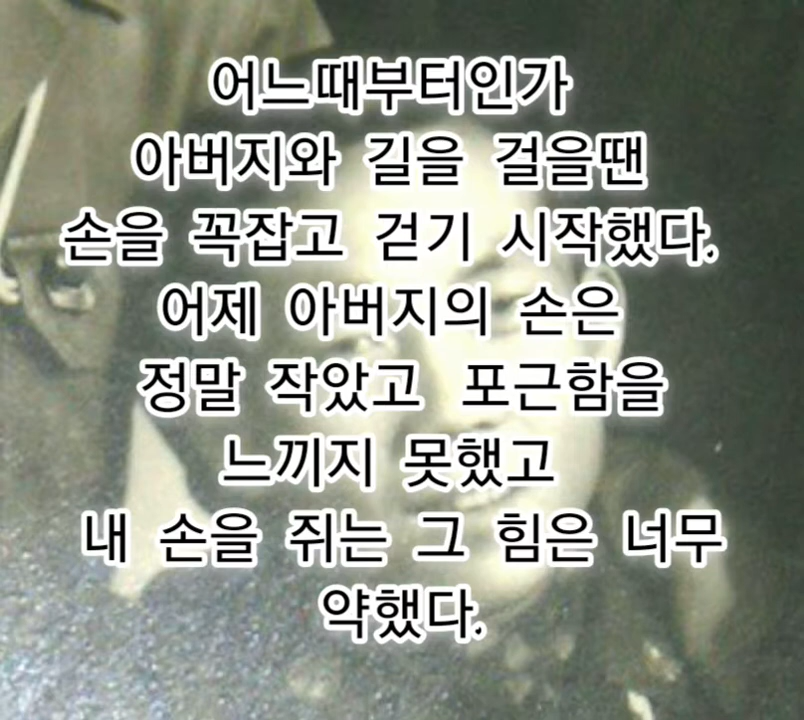 어느때부터인가
아버지와 길을 걸을땐
손을 꼭잡고 걷기 시작했다.
어제 아버지의 손은
정말 작았고 포근함을
느끼지 못했고
내 손을 쥐는 그 힘은 너무
약했다.